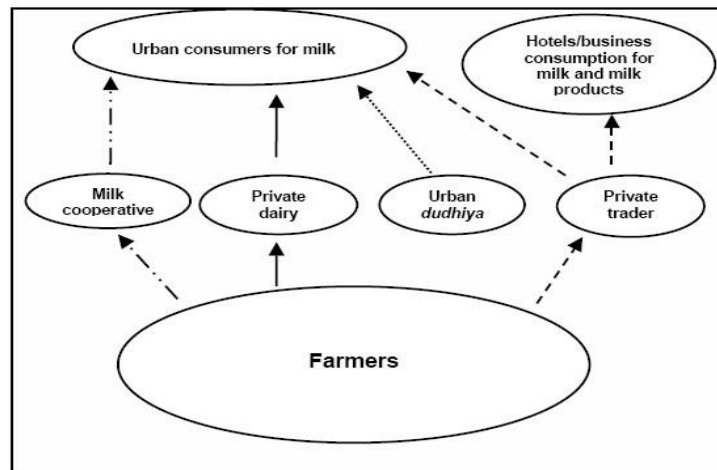 Urban consumers for milk
Hotels/business
consumption for
milk and milk
products
Milk
cooperative
Private
dairy
Urban
dudhiya
Private
trader
Farmers